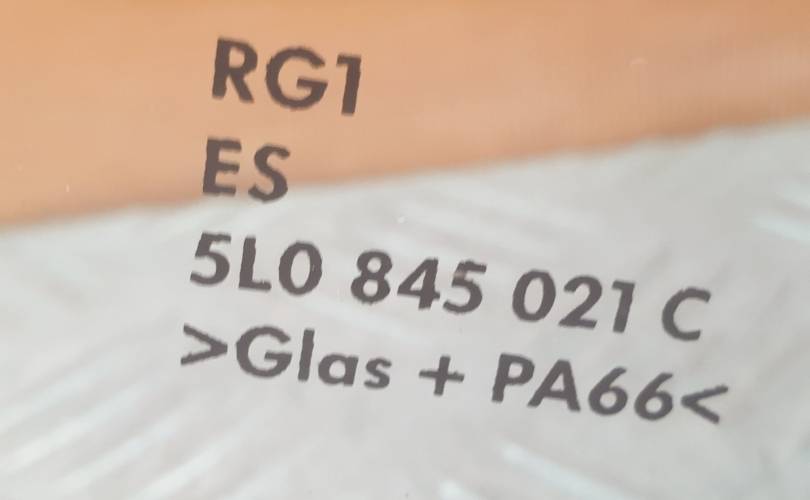 RG1
ES
5L0 845 021 C
>Glas + PA66<